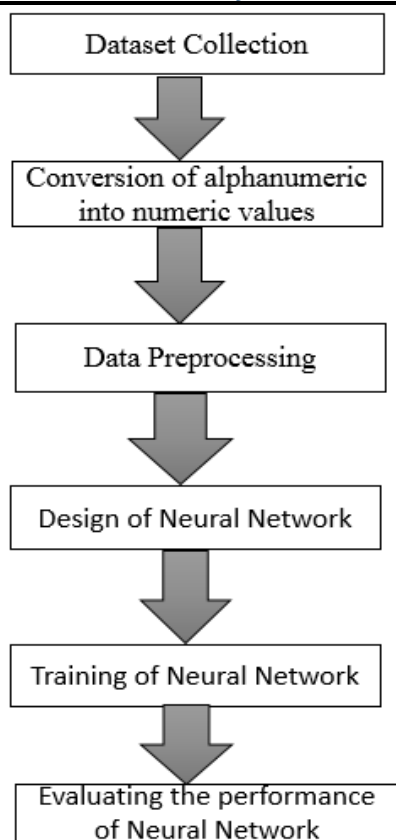 Dataset Collection
Conversion of alphanumeric
into numeric values
Data Preprocessing
Design of Neural Network
Training of Neural Network
Evaluating the performance
of Neural Network